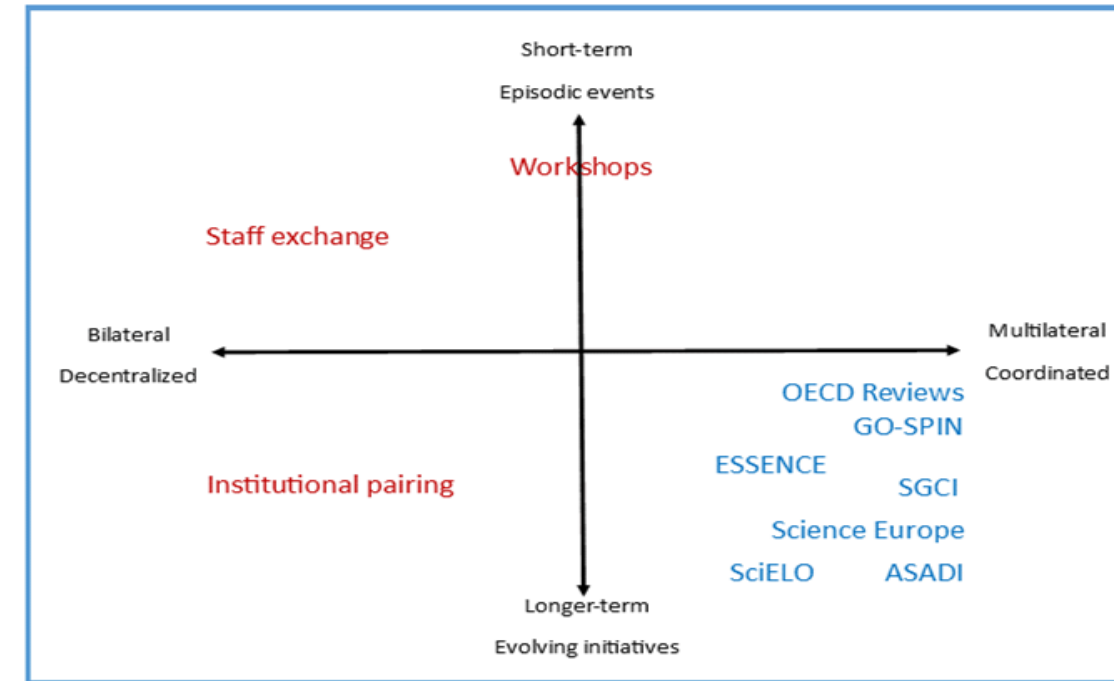 Short-term
Episodic events
Workshops
Staff exchange
Bilateral
Decentralized
Multilateral
Coordinated
OECD Reviews
GO-SPIN
ESSENCE
SGCI
Institutional pairing
Science Europe
SciELO ASADI
Longer-term
Evolving initiatives